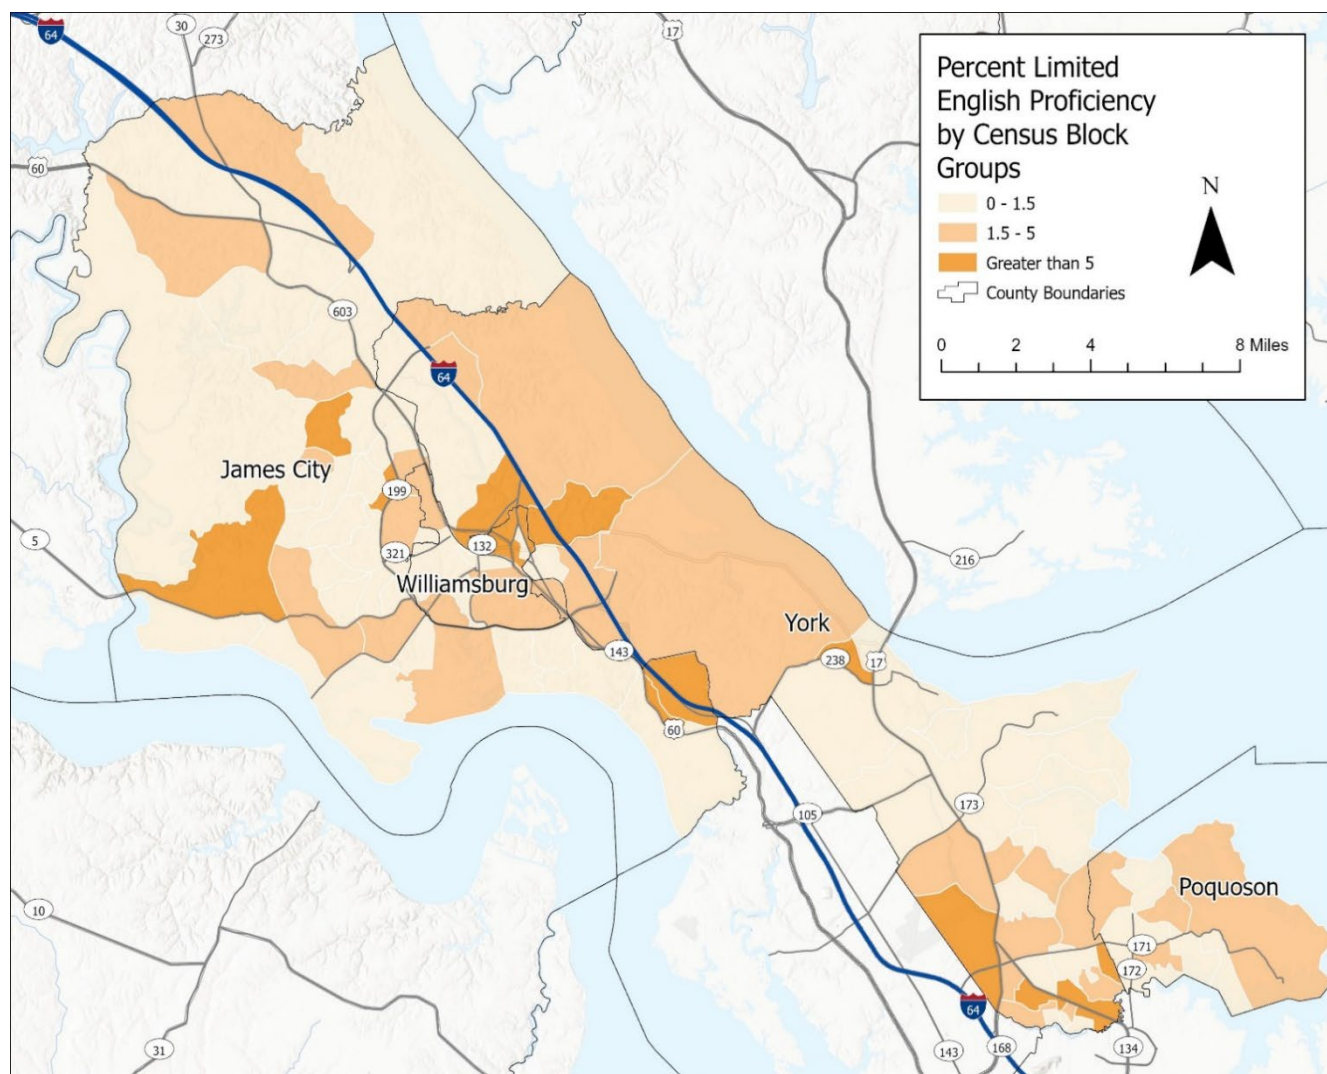 64
30
273
17
60
Percent Limited
English Proficiency
by Census Block
Groups
0 - 1.5
1.5 - 5
Greater than 5
County Boundaries
N
0 2 4 8 Miles
603
64
James City
199
5
321
132
216
Williamsburg
York
143
238
17
60
173
105
Poquoson
10
171
172
64
31
143
168
134